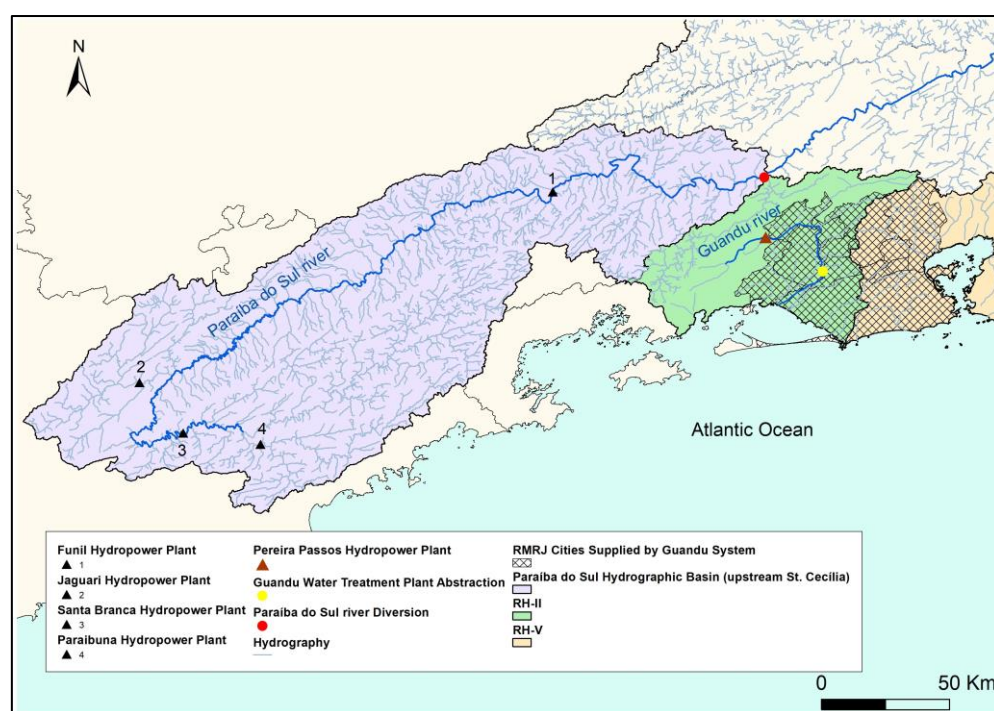 N
1
Guandu river
Paraíba do Sul river
2
3
4
Atlantic Ocean
Funil Hydropower Plant
1
Jaguari Hydropower Plant
2
Santa Branca Hydropower Plant
3
Paraibuna Hydropower Plant
4
Pereira Passos Hydropower Plant
Guandu Water Treatment Plant Abstraction
Paraíba do Sul river Diversion
Hydrography
RMRJ Cities Supplied by Guandu System
Paraíba do Sul Hydrographic Basin (upstream St. Cecília)
RH-II
RH-V
0 50 Km